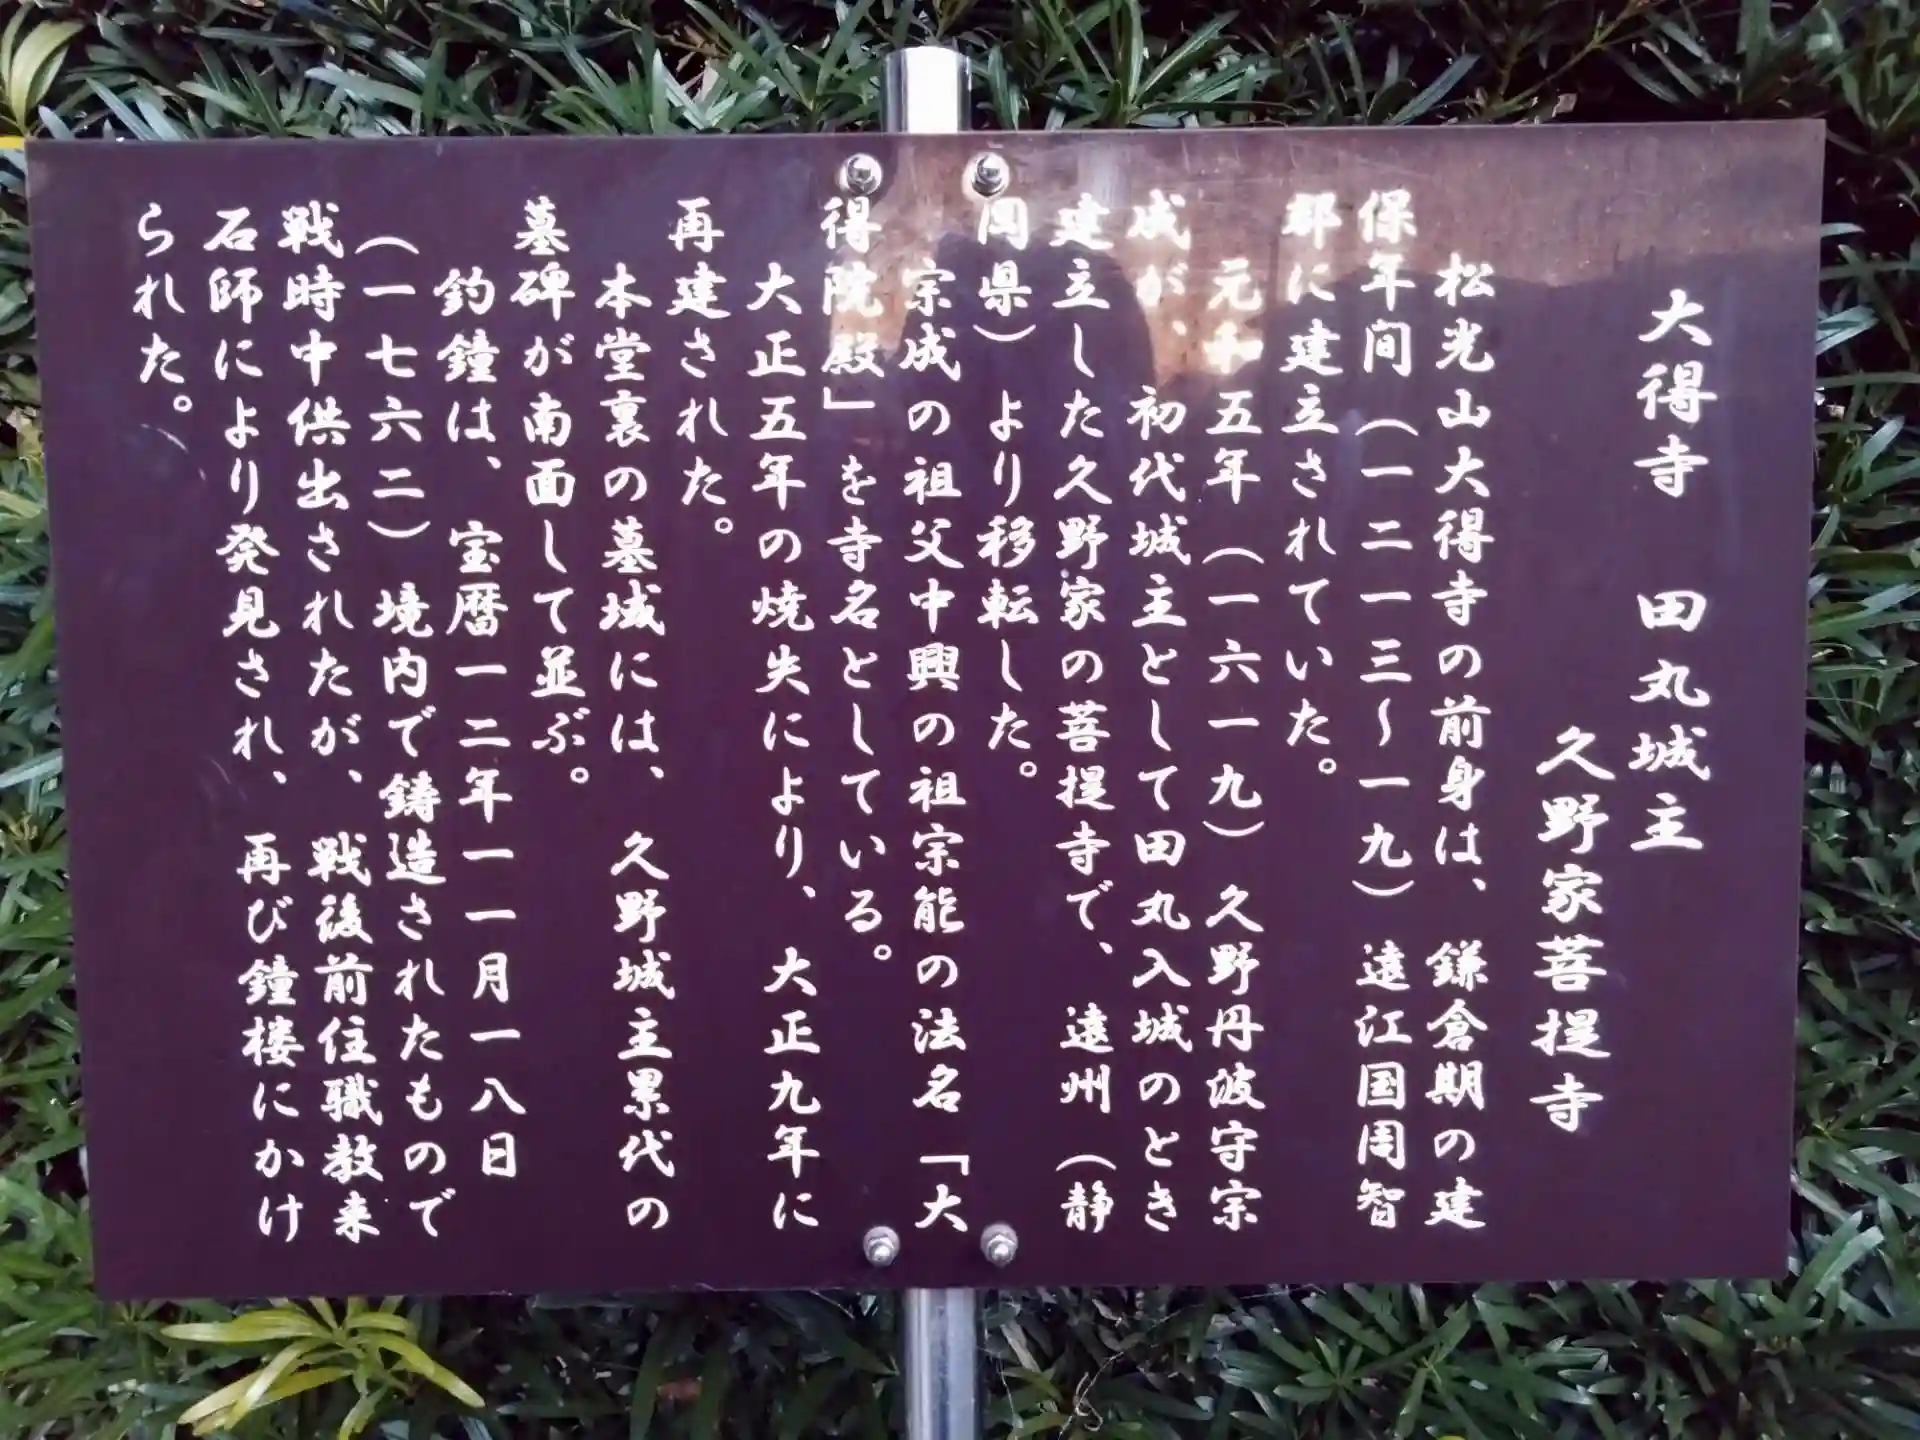 大得寺　田丸城主
久野家菩提寺
松光山大得寺の前身は、鎌倉期の建
保年間（一二一三～一九）遠江国周智
郡に建立されていた。
元和五年（一六一九）久野丹波守宗
成が、初代城主として田丸入城のとき
建立した久野家の菩提寺で、遠州（静
岡県）より移転した。
宗成の祖父中興の祖宗能の法名「大
得院殿」を寺名としている。
大正五年の焼失により、大正九年に
再建された。
本堂裏の墓域には、久野城主累代の
墓碑が南面して並ぶ。
釣鐘は、宝暦一二年一一月一八日
（一七六二）境内で鋳造されたもので
戦時中供出されたが、戦後前住職教来
石師により発見され、再び鐘楼にかけ
られた。